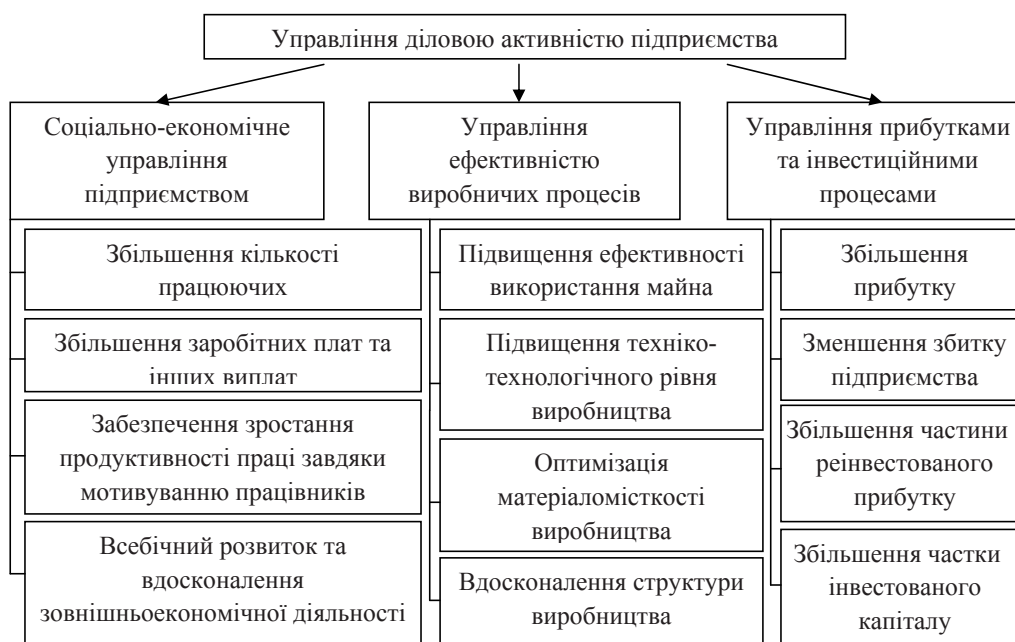 Управління діловою активністю підприємства
Соціально-економічне
управління
підприємством
Збільшення кількості
працюючих
Збільшення заробітних плат та
інших виплат
Забезпечення зростання
продуктивності праці завдяки
мотивуванню працівників
Всебічний розвиток та
вдосконалення
зовнішньоекономічної діяльності
Управління
ефективністю
виробничих процесів
Підвищення ефективності
використання майна
Підвищення техніко-
технологічного рівня
виробництва
Оптимізація
матеріаломісткості
виробництва
Вдосконалення структури
виробництва
Управління прибутками
та інвестиційними
процесами
Збільшення
прибутку
Зменшення збитку
підприємства
Збільшення частини
реінвестованого
прибутку
Збільшення частки
інвестованого
капіталу